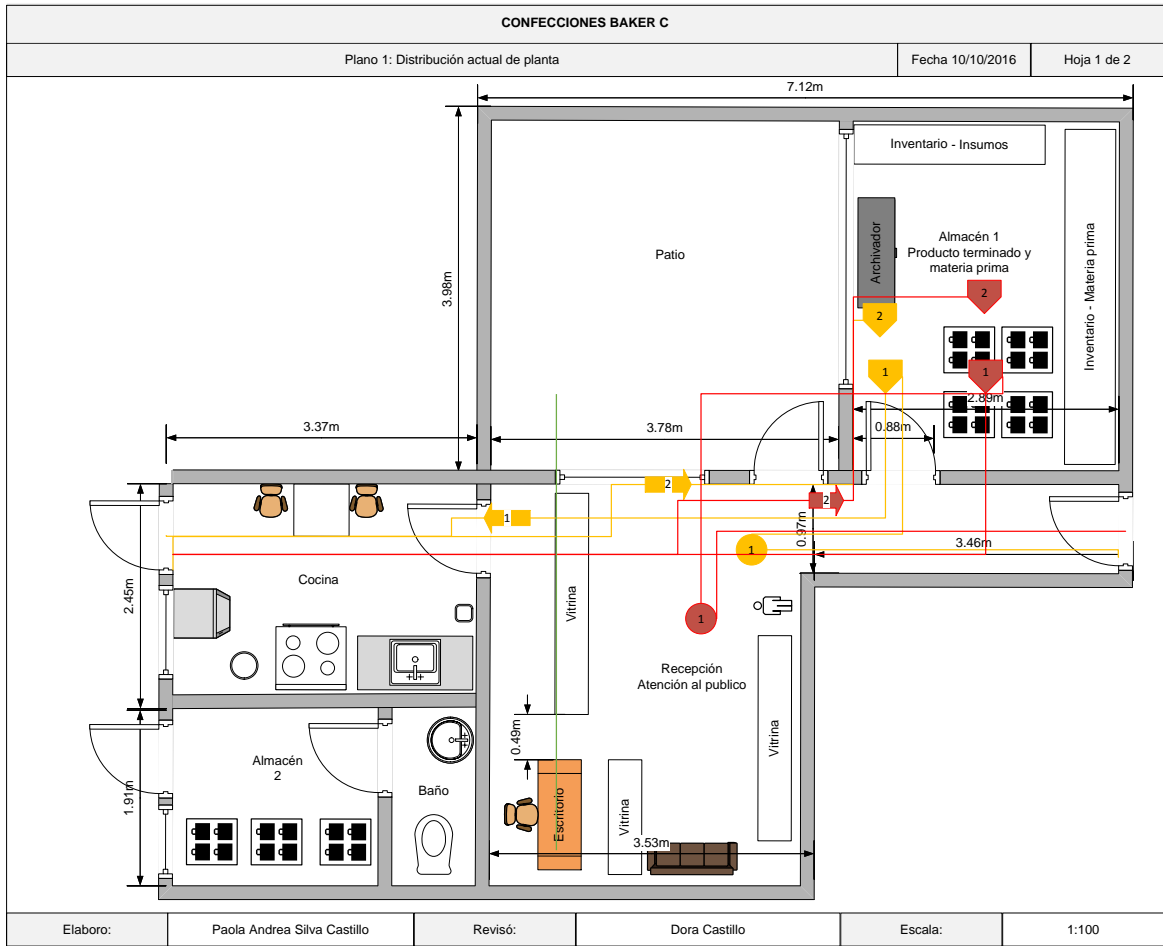 CONFECCIONES BAKER C
Plano 1: Distribución actual de planta
Fecha 10/10/2016
Hoja 1 de 2
7.12m
Inventario - Insumos
3.98m
Patio
Archivador
Almacén 1
Producto terminado y
materia prima
Inventario - Materia prima
2
2
1
1
2.89m
3.37m
3.78m
0.88m
2
2
1
0.97m
1
3.46m
Cocina
2.45m
Vitrina
1
Recepción
Atención al publico
Vitrina
0.49m
Almacén
2
1.91m
Baño
Escritorio
Vitrina
3.53m
Elaboro:
Paola Andrea Silva Castillo
Revisó:
Dora Castillo
Escala:
1:100